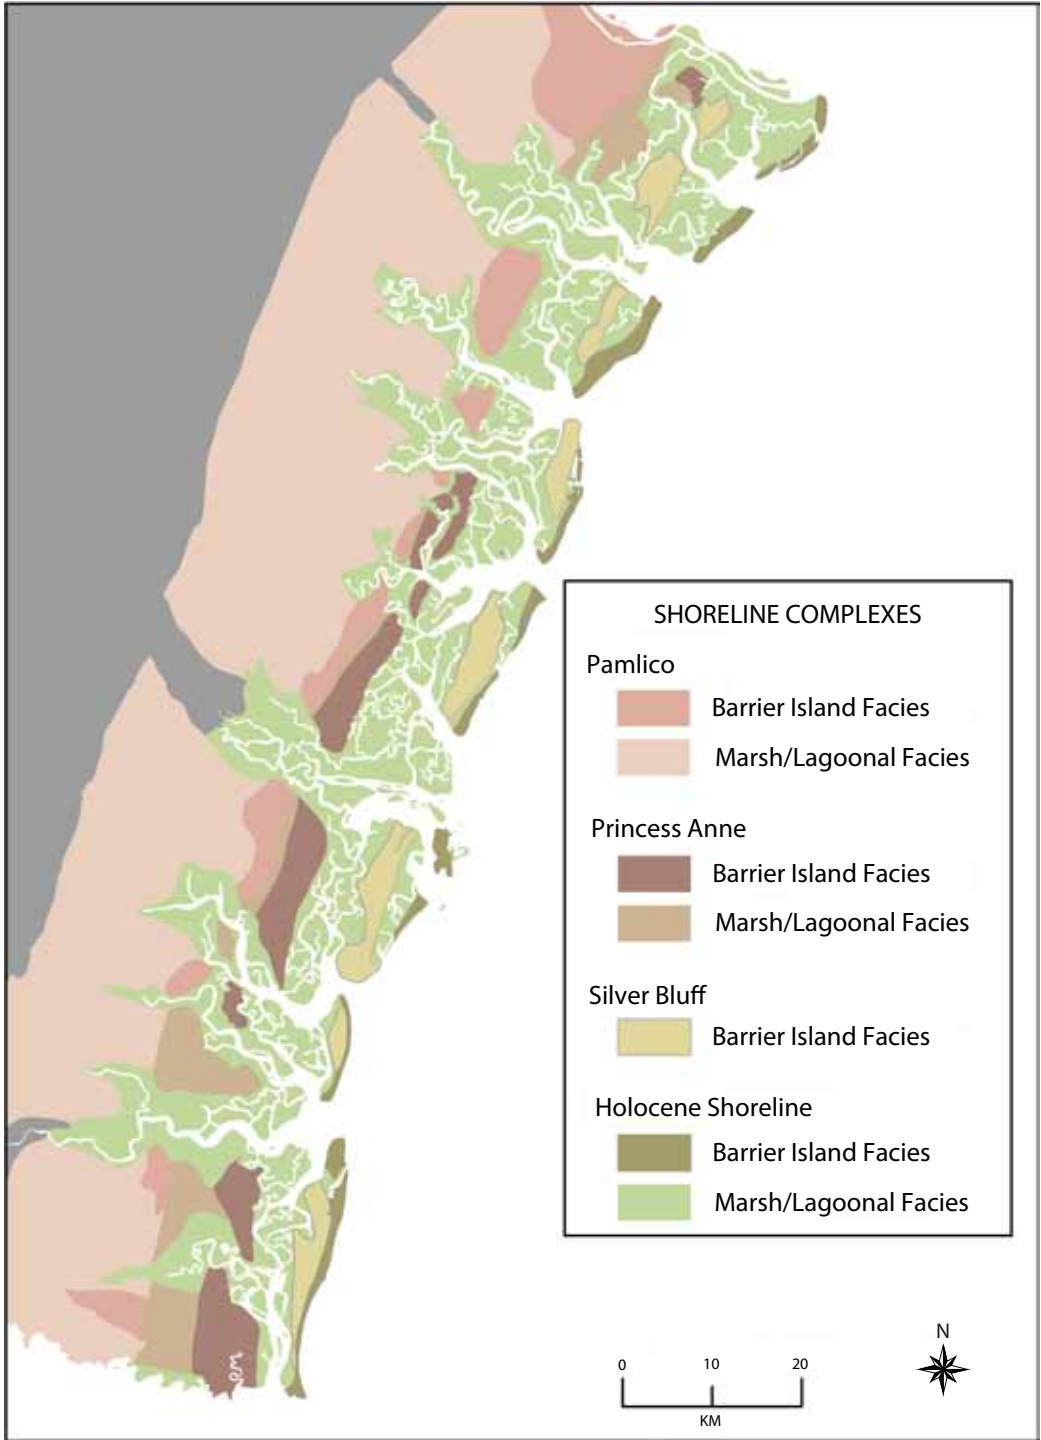 SHORELINE COMPLEXES
Pamlico
Barrier Island Facies
Marsh/Lagoonal Facies
Princess Anne
Barrier Island Facies
Marsh/Lagoonal Facies
Silver Bluff
Barrier Island Facies
Holocene Shoreline
Barrier Island Facies
Marsh/Lagoonal Facies
N
0 10 20
KM